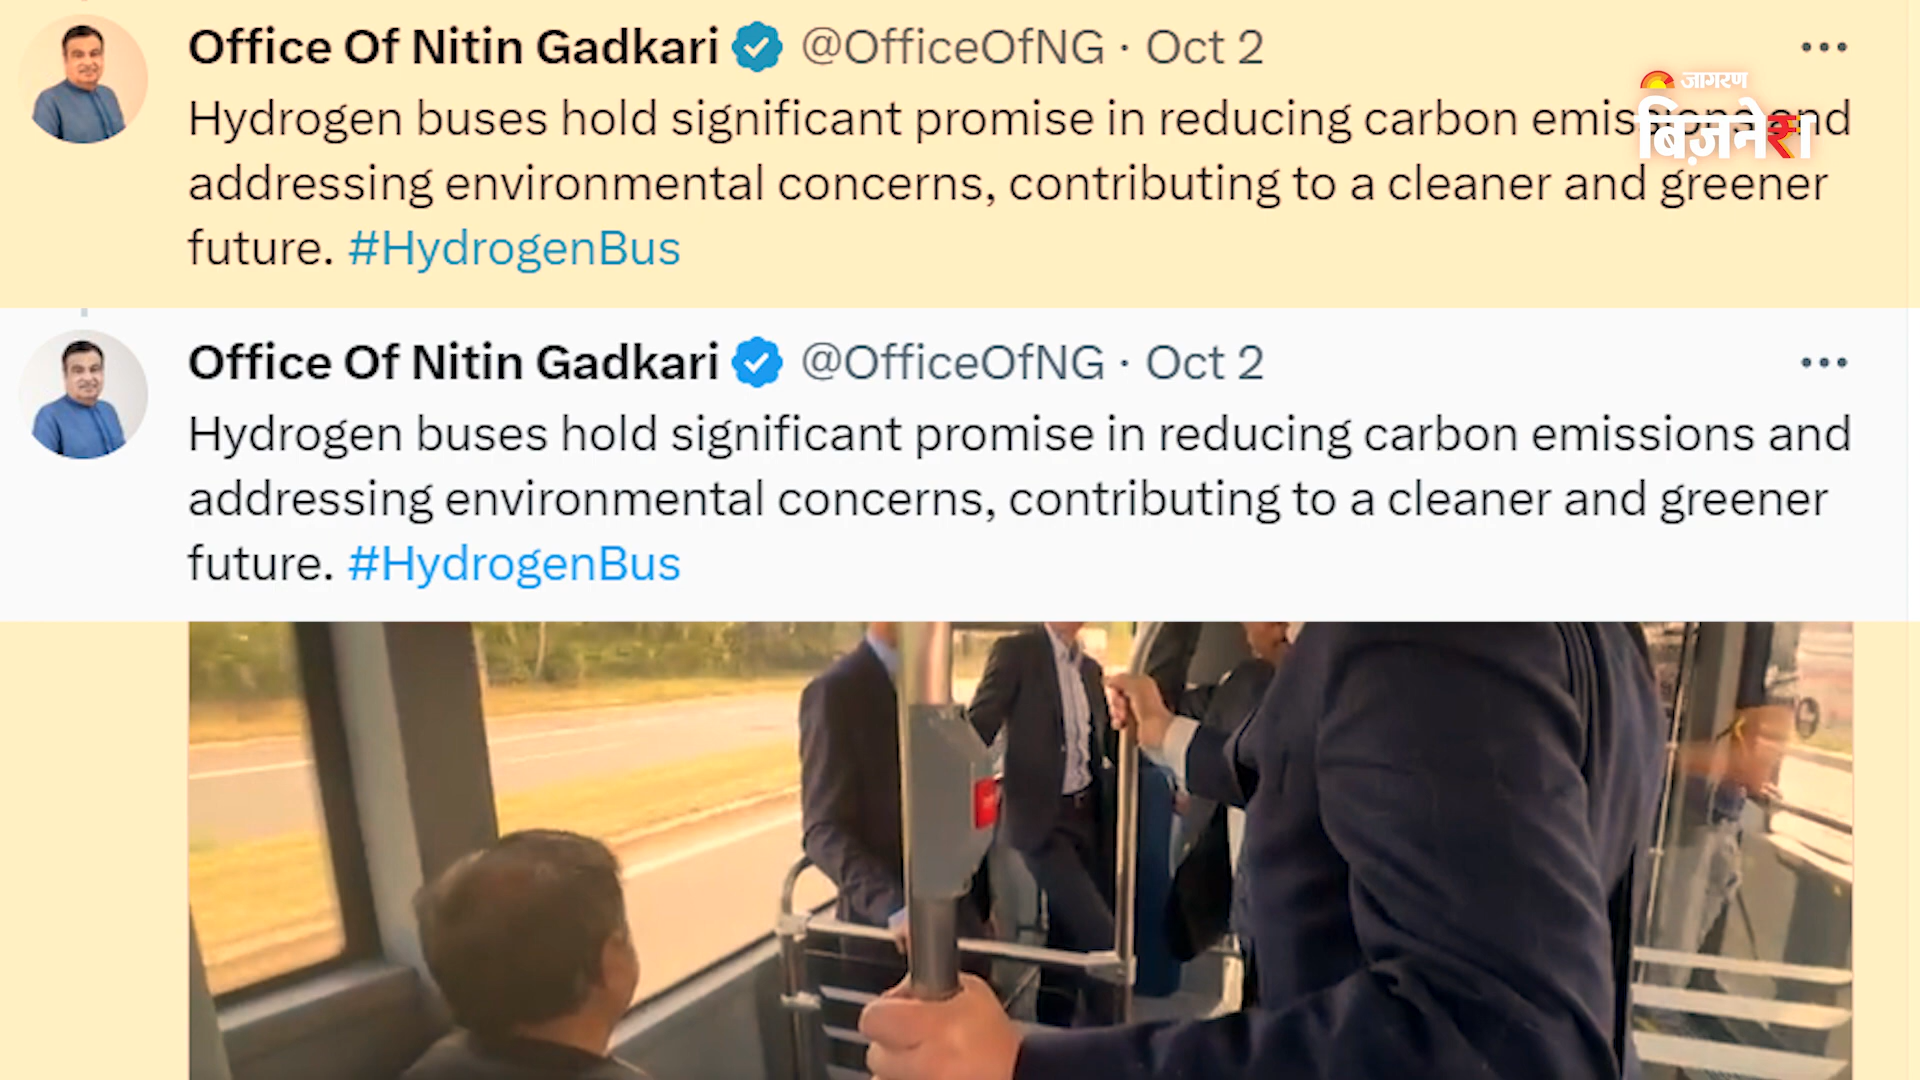 Office Of Nitin Gadkari @OfficeOfNG · Oct 2
जागरण
बिज़नेस
Hydrogen buses hold significant promise in reducing carbon emissions and
addressing environmental concerns, contributing to a cleaner and greener
future. #HydrogenBus
Office Of Nitin Gadkari @OfficeOfNG · Oct 2
Hydrogen buses hold significant promise in reducing carbon emissions and
addressing environmental concerns, contributing to a cleaner and greener
future. #HydrogenBus